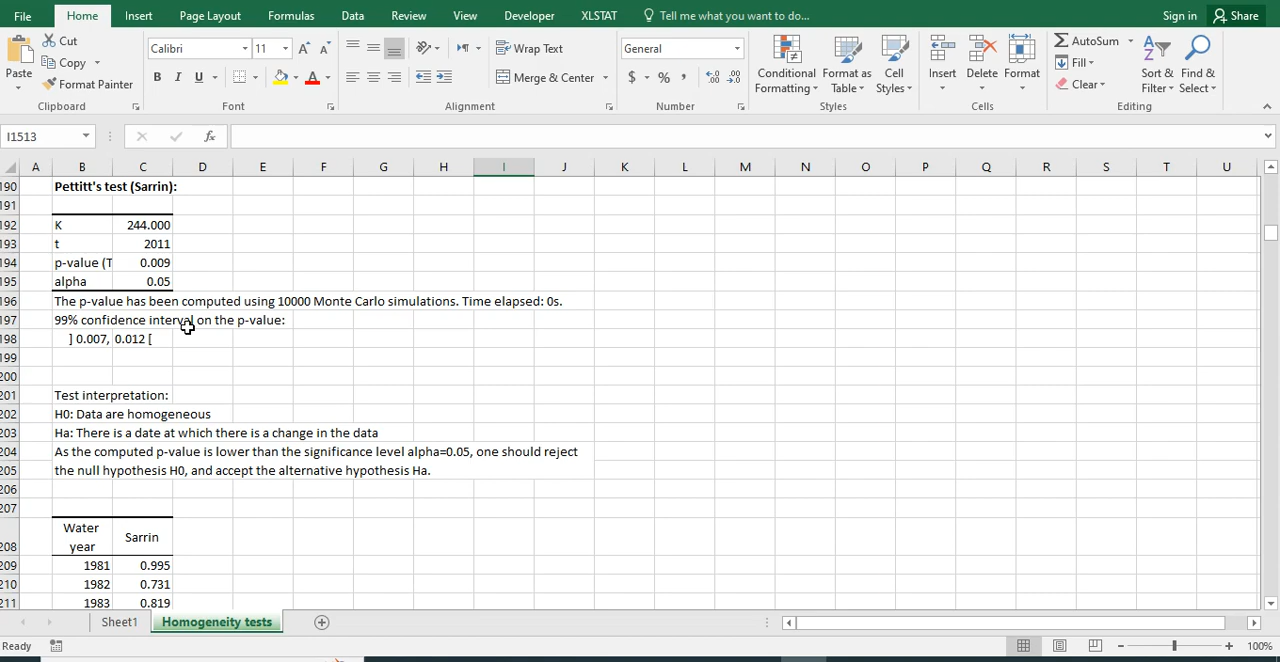 File Home Insert Page Layout Formulas Data Review View Developer XLSTAT Tell me what you want to do... Sign in Share
Cut Calibri 11 A A Wrap Text General AutoSum
Paste Copy Fill
Format Painter B I U A Merge & Center $ % , Conditional Formatting Format as Table Cell Styles Insert Delete Format Clear Sort & Filter Find & Select
Clipboard Font Alignment Number Styles Cells Editing
I1513 fx
A B C D E F G H I J K L M N O P Q R S T U
190 Pettitt's test (Sarrin):
191
192 K 244.000
193 t 2011
194 p-value (T 0.009
195 alpha 0.05
196 The p-value has been computed using 10000 Monte Carlo simulations. Time elapsed: 0s.
197 99% confidence interval on the p-value:
198 ] 0.007, 0.012 [
199
200
201 Test interpretation:
202 H0: Data are homogeneous
203 Ha: There is a date at which there is a change in the data
204 As the computed p-value is lower than the significance level alpha=0.05, one should reject
205 the null hypothesis H0, and accept the alternative hypothesis Ha.
206
207
208 Water year Sarrin
209 1981 0.995
210 1982 0.731
211 1983 0.819
Sheet1 Homogeneity tests
Ready 100%